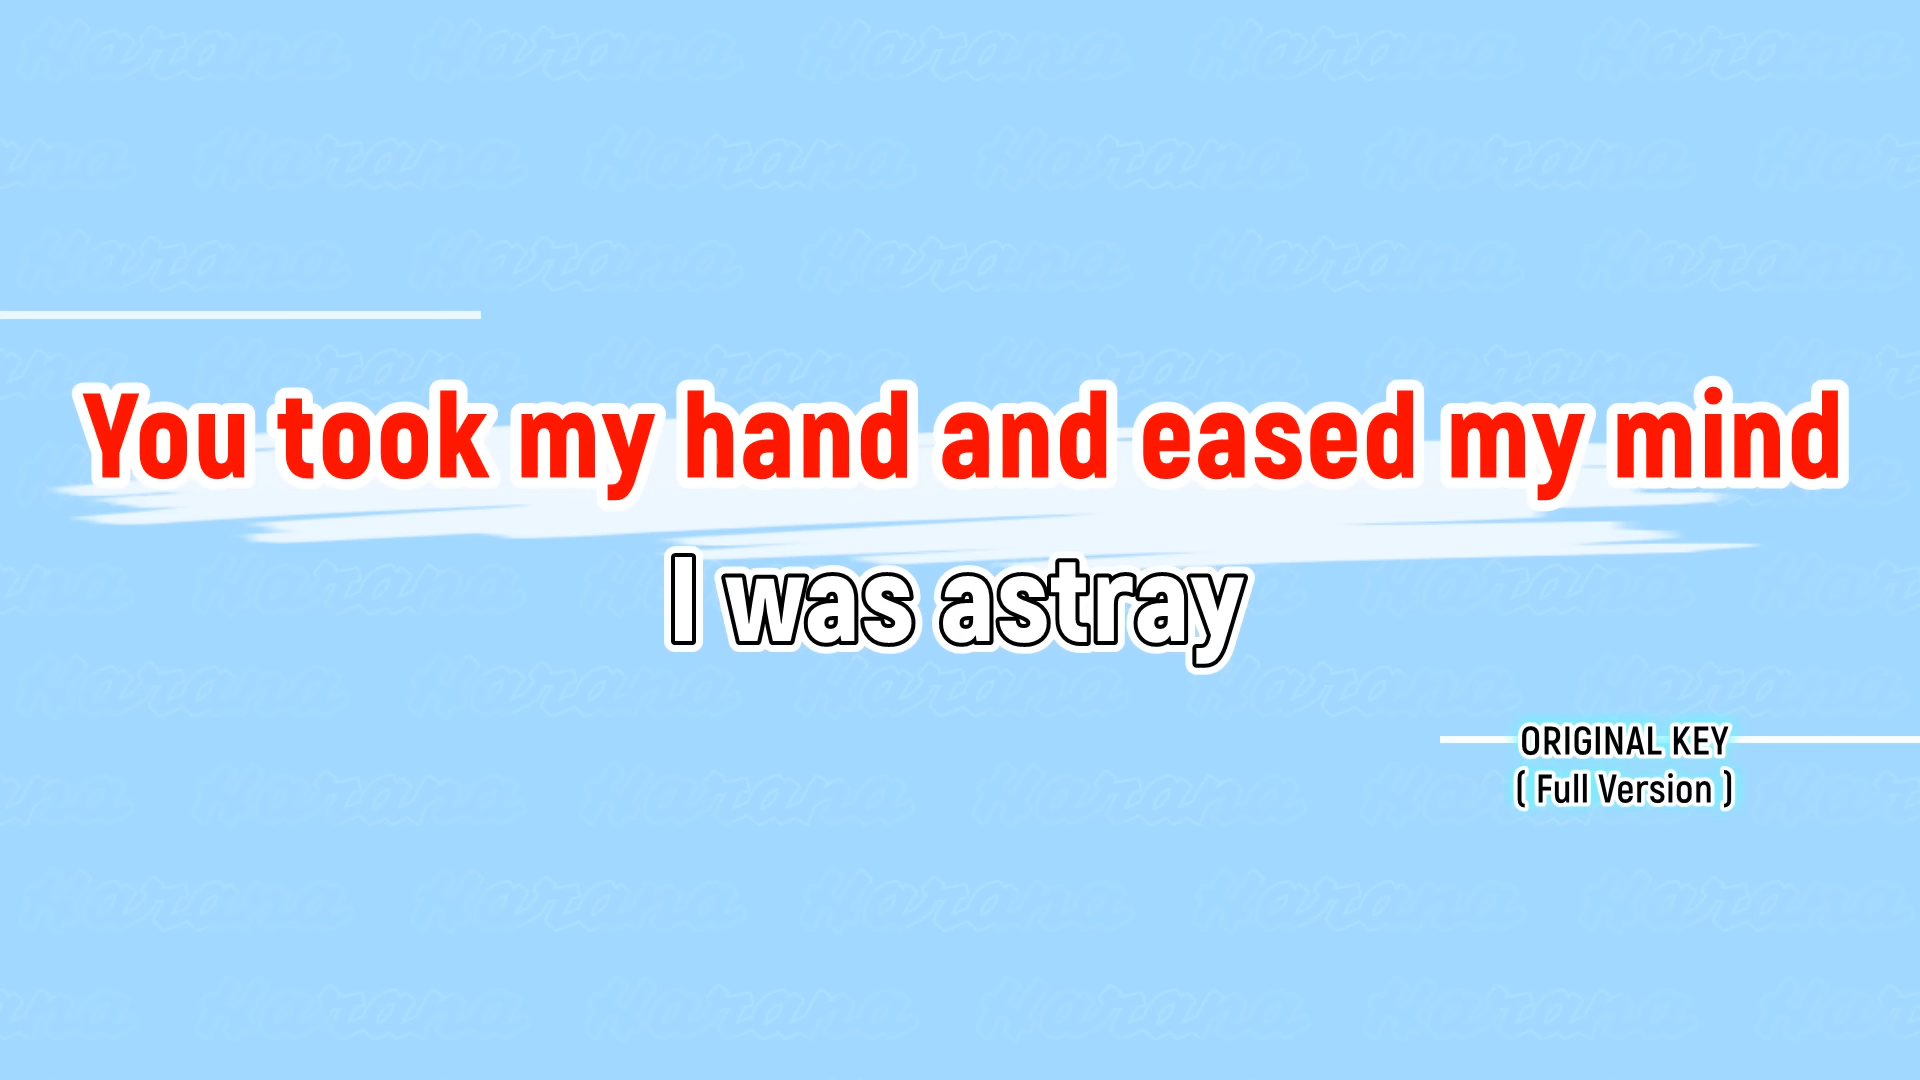 You took my hand and eased my mind
I was astray
ORIGINAL KEY
( Full Version )